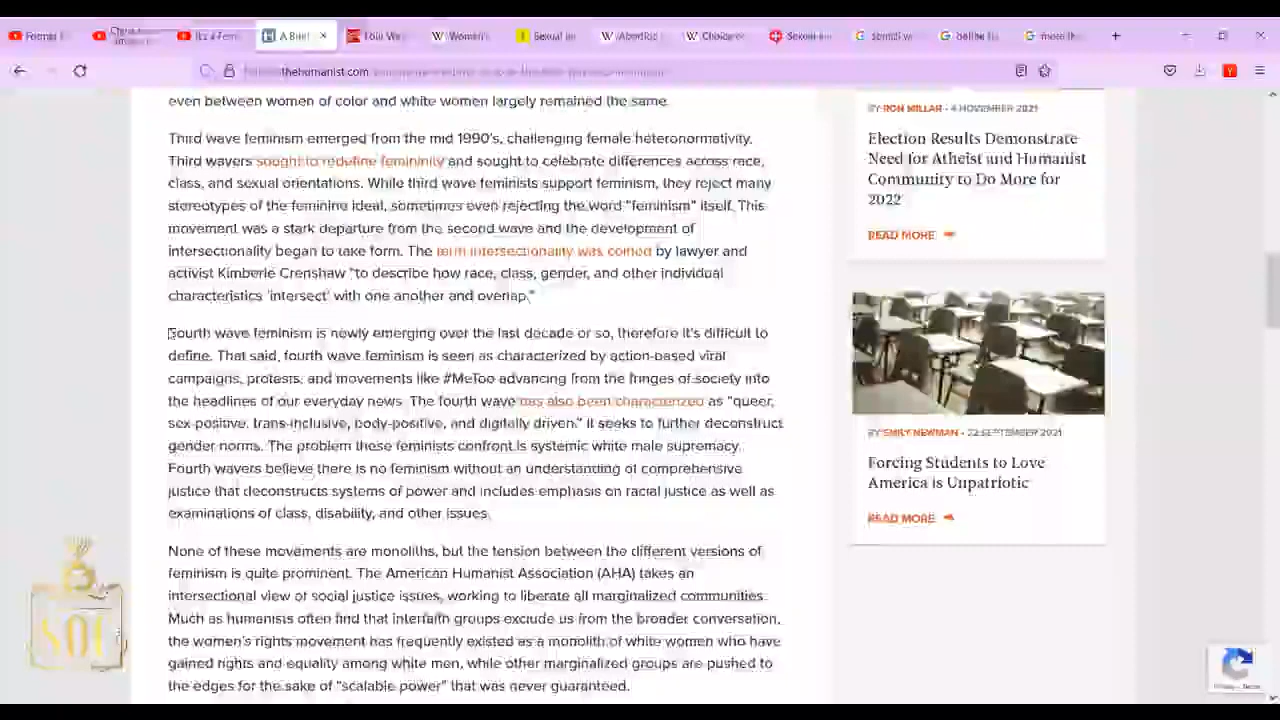 A Brief
Women's
Sexual
thehumanist.com
even between women of color and white women largely remained the same.
Third wave feminism emerged from the mid 1990's, challenging female heteronormativity.
Third wavers sought to redefine femininity and sought to celebrate differences across race,
class, and sexual orientations. While third wave feminists support feminism, they reject many
stereotypes of the feminine ideal, sometimes even rejecting the word "feminism" itself. This
movement was a stark departure from the second wave and the development of
intersectionality began to take form. The term intersectionality was coined by lawyer and
activist Kimberlé Crenshaw "to describe how race, class, gender, and other individual
characteristics 'intersect' with one another and overlap."
Fourth wave feminism is newly emerging over the last decade or so, therefore it's difficult to
define. That said, fourth wave feminism is seen as characterized by action-based viral
campaigns, protests, and movements like #MeToo advancing from the fringes of society into
the headlines of our everyday news. The fourth wave has also been characterized as "queer,
sex-positive, trans-inclusive, body-positive, and digitally driven." It seeks to further deconstruct
gender norms. The problem these feminists confront is systemic white male supremacy.
Fourth wavers believe there is no feminism without an understanding of comprehensive
justice that deconstructs systems of power and includes emphasis on racial justice as well as
examinations of class, disability, and other issues.
None of these movements are monoliths, but the tension between the different versions of
feminism is quite prominent. The American Humanist Association (AHA) takes an
intersectional view of social justice issues, working to liberate all marginalized communities.
Much as humanists often find that interfaith groups exclude us from the broader conversation,
the women's rights movement has frequently existed as a monolith of white women who have
gained rights and equality among white men, while other marginalized groups are pushed to
the edges for the sake of "scalable power" that was never guaranteed.
BY RON MILLAR • 4 NOVEMBER 2021
Election Results Demonstrate
Need for Atheist and Humanist
Community to Do More for
2022
READ MORE
BY EMILY NEWMAN • 22 SEPTEMBER 2021
Forcing Students to Love
America is Unpatriotic
READ MORE
Privacy - Terms